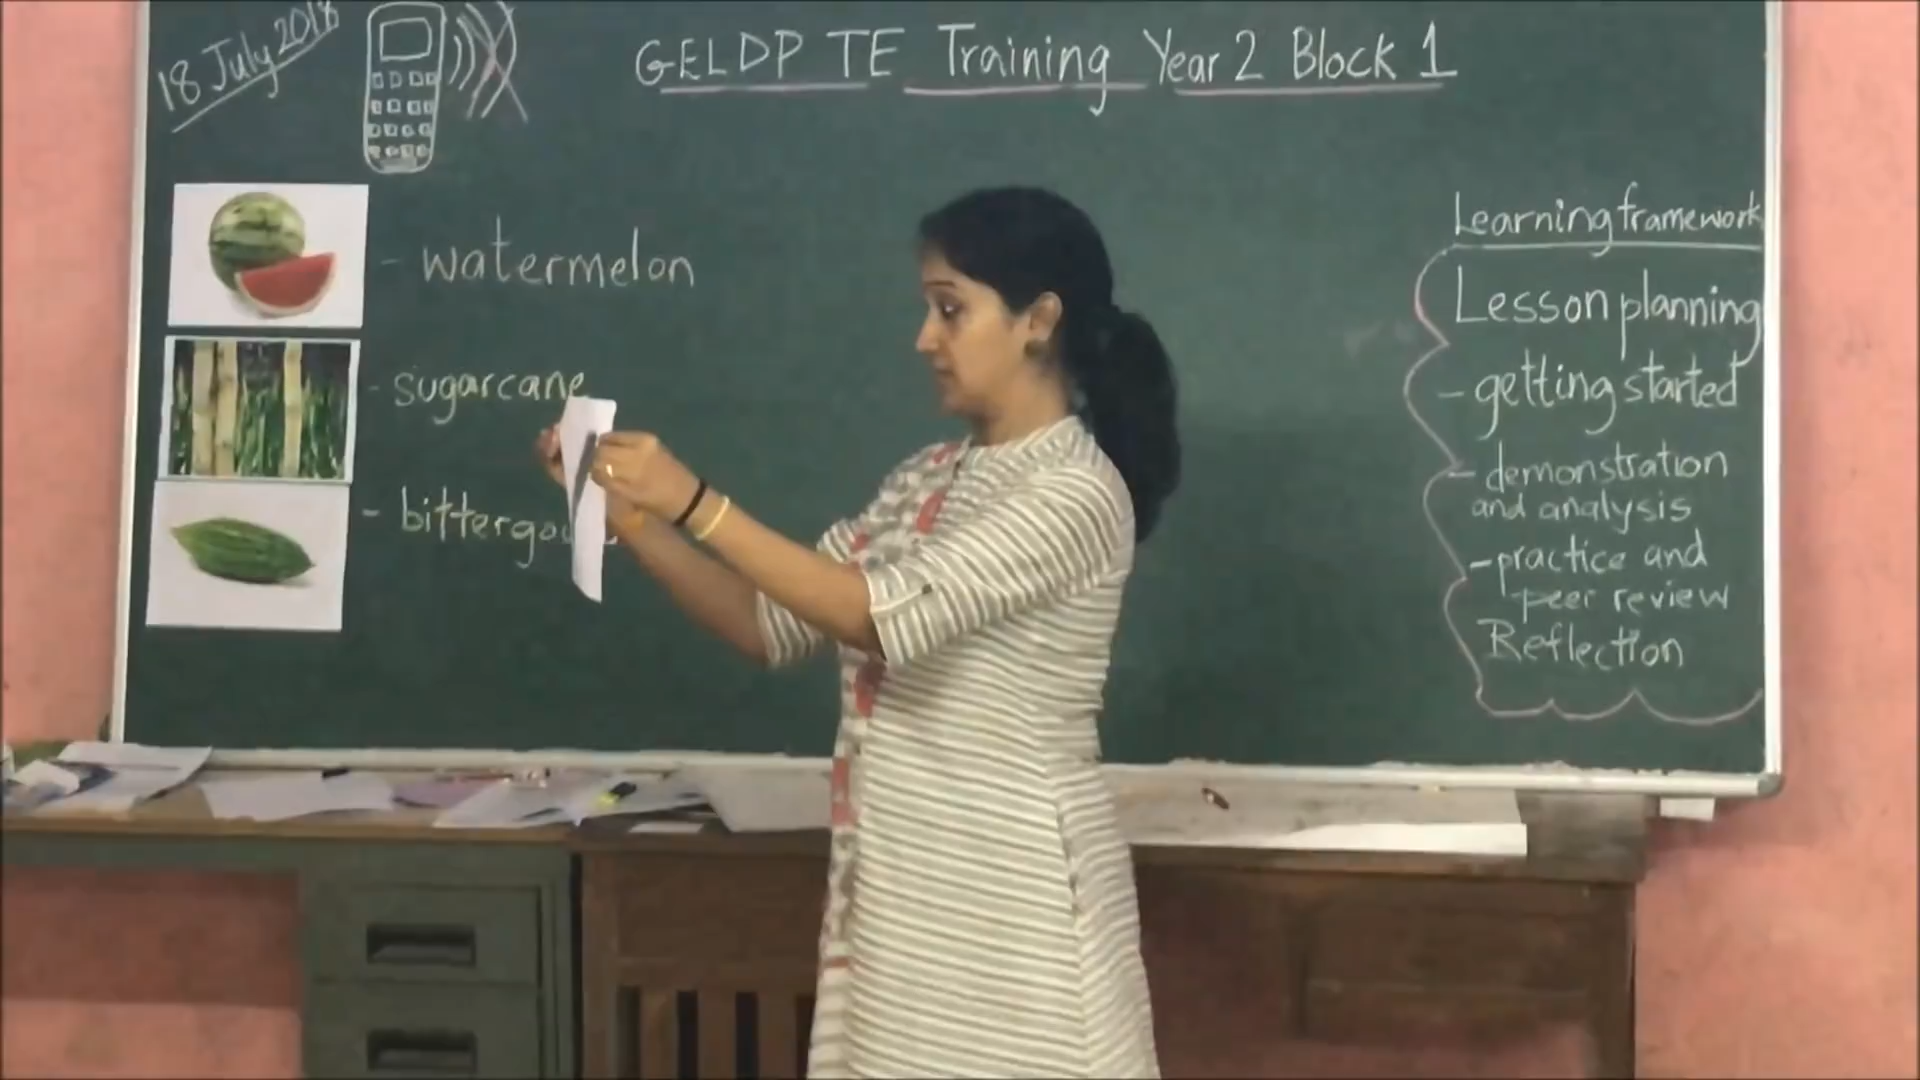 18 July 2018
GELDP TE Training Year 2 Block 1
- watermelon
- sugarcane
Learning framework
Lesson planning
- getting started
- demonstration
and analysis
- practice and
peer review
Reflection